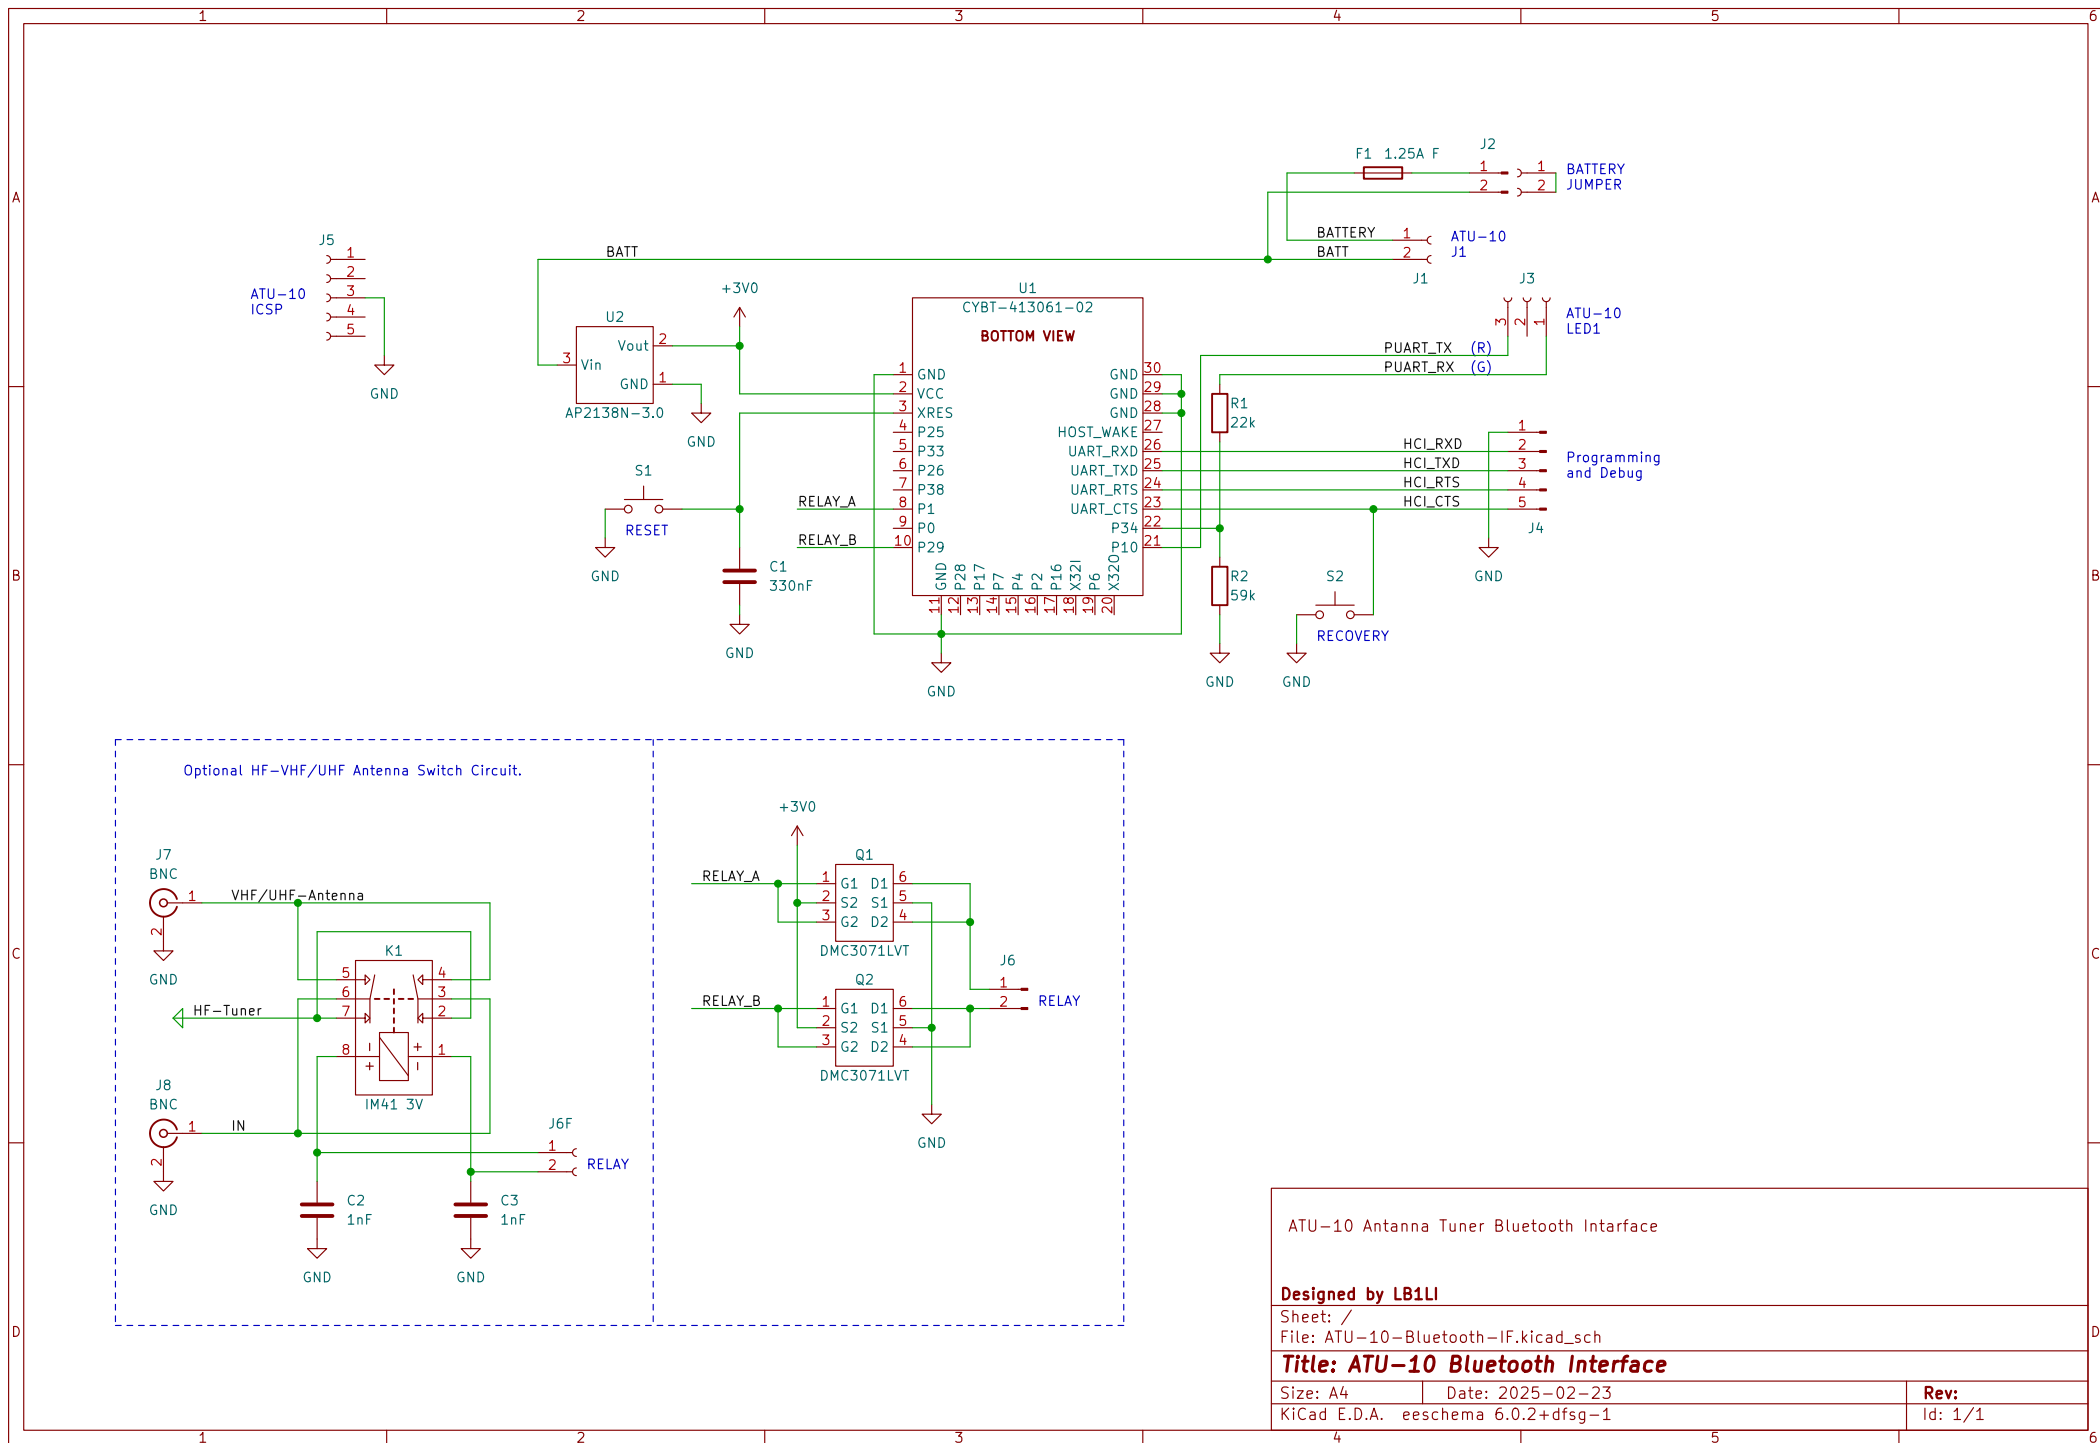 1 2 3 4 5 6
A A
B B
C C
D D
J5
1
2
3
4
5
ATU-10
ICSP
GND
BATT
U2
Vin
Vout
GND
3
2
1
AP2138N-3.0
GND
+3V0
S1
RESET
GND
C1
330nF
GND
RELAY_A
RELAY_B
U1
CYBT-413061-02
BOTTOM VIEW
1 GND
2 VCC
3 XRES
4 P25
5 P33
6 P26
7 P38
8 P1
9 P0
10 P29
GND 30
GND 29
GND 28
HOST_WAKE 27
UART_RXD 26
UART_TXD 25
UART_RTS 24
UART_CTS 23
P34 22
P10 21
GND P28 P17 P7 P4 P2 P16 X32I P6 X32O
11 12 13 14 15 16 17 18 19 20
GND
F1 1.25A F
J2
1 1
2 2
BATTERY
JUMPER
BATTERY 1
BATT 2
ATU-10
J1
J1
J3
3 2 1
ATU-10
LED1
PUART_TX (R)
PUART_RX (G)
R1
22k
R2
59k
GND
1
HCI_RXD 2
HCI_TXD 3
HCI_RTS 4
HCI_CTS 5
J4
Programming
and Debug
GND
S2
RECOVERY
GND
Optional HF-VHF/UHF Antenna Switch Circuit.
J7
BNC
1
2
GND
VHF/UHF-Antenna
K1
5 4
6 3
7 2
8 1
- +
+ -
IM41 3V
HF-Tuner
J8
BNC
1
2
GND
IN
J6F
1
2
RELAY
C2
1nF
GND
C3
1nF
GND
+3V0
RELAY_A
Q1
1 G1 D1 6
2 S2 S1 5
3 G2 D2 4
DMC3071LVT
RELAY_B
Q2
1 G1 D1 6
2 S2 S1 5
3 G2 D2 4
DMC3071LVT
J6
1
2
RELAY
GND
ATU-10 Antanna Tuner Bluetooth Intarface
Designed by LB1LI
Sheet: /
File: ATU-10-Bluetooth-IF.kicad_sch
Title: ATU-10 Bluetooth Interface
Size: A4 Date: 2025-02-23 Rev:
KiCad E.D.A. eeschema 6.0.2+dfsg-1 Id: 1/1
1 2 3 4 5 6